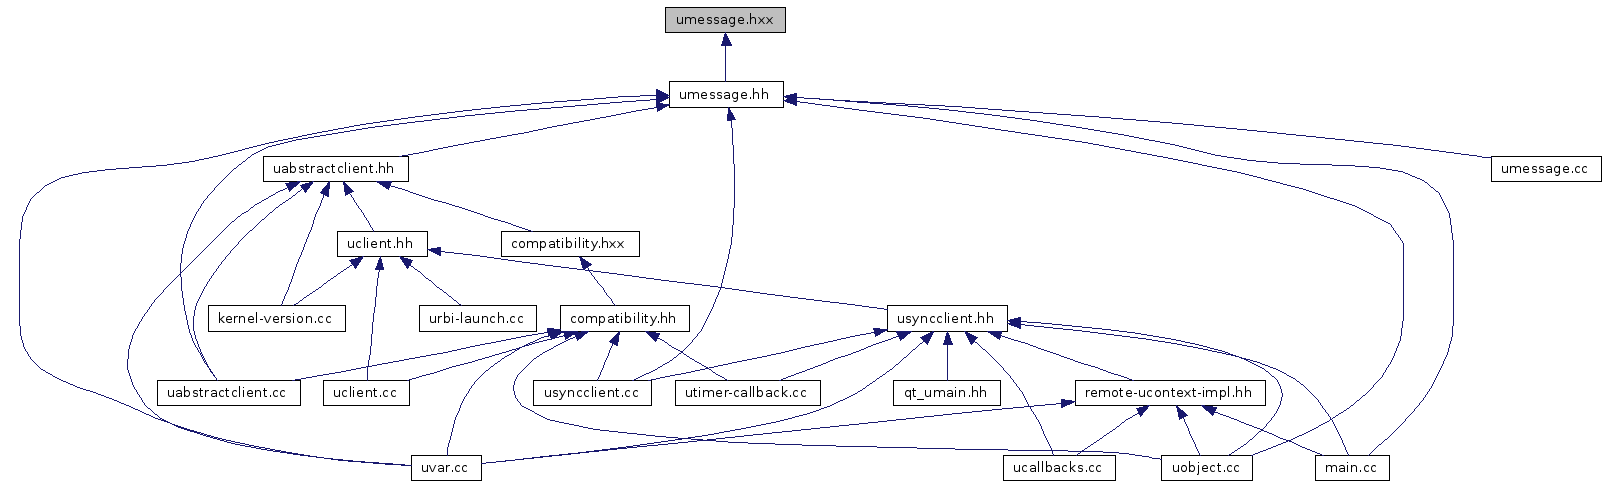 umessage.hxx
umessage.hh
uabstractclient.hh
umessage.cc
uclient.hh
compatibility.hxx
kernel-version.cc
urbi-launch.cc
compatibility.hh
usyncclient.hh
uabstractclient.cc
uclient.cc
usyncclient.cc
utimer-callback.cc
qt_umain.hh
remote-ucontext-impl.hh
uvar.cc
ucallbacks.cc
uobject.cc
main.cc